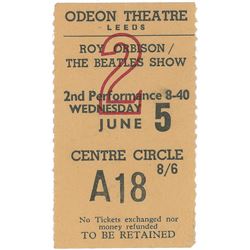 ODEON THEATRE
LEEDS
ROY ORBISON/
THE BEATLES SHOW
2
2nd Performance 8-40
WEDNESDAY
JUNE 5
CENTRE CIRCLE
A18 8/6
No Tickets exchanged nor
money refunded
TO BE RETAINED